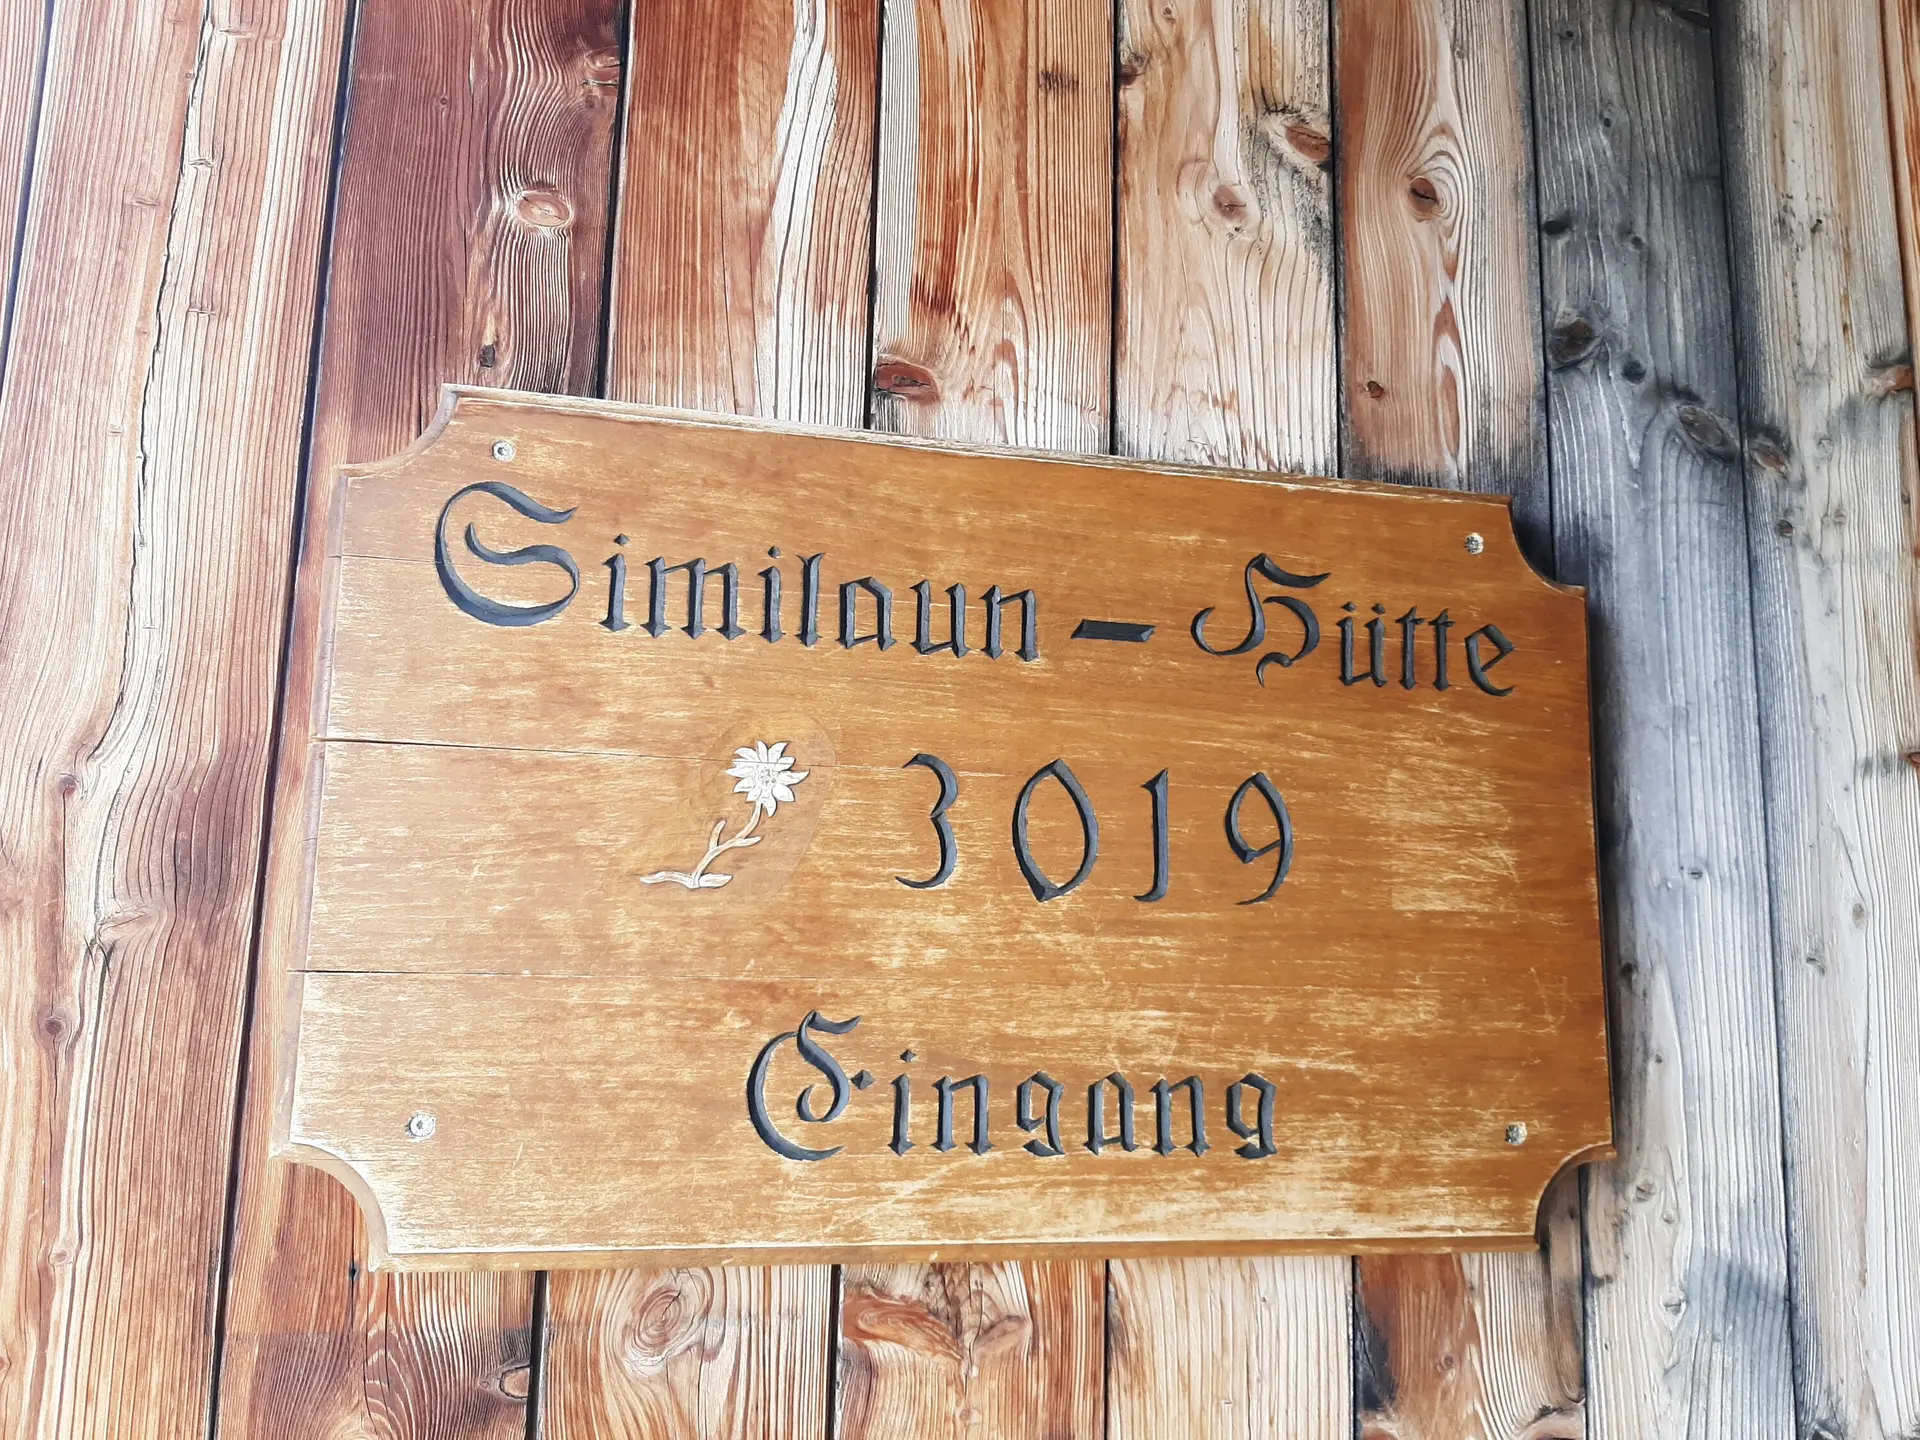 Similaun – Hütte
3019
Eingang